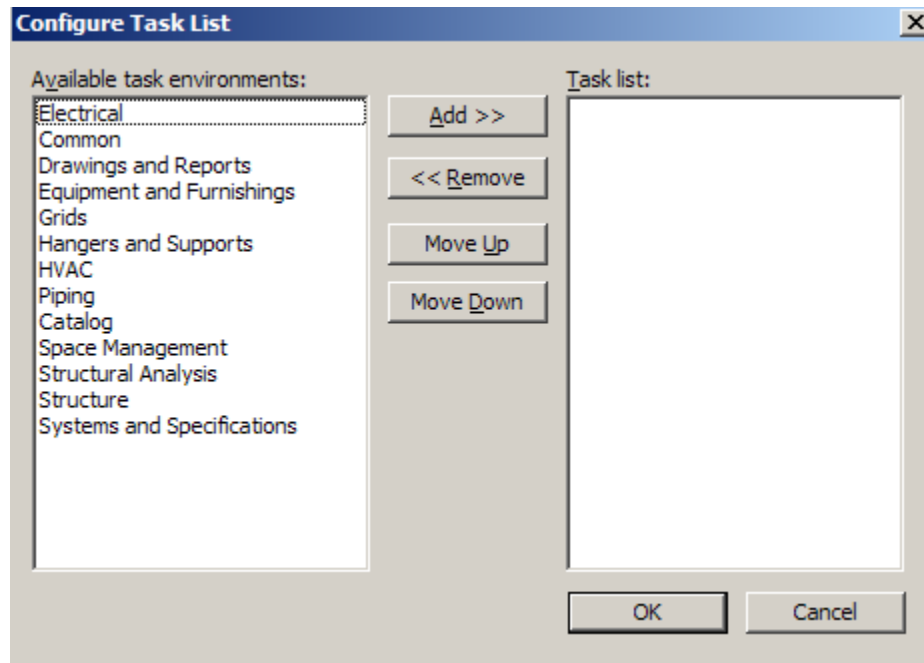 Configure Task List
Available task environments:
Electrical
Common
Drawings and Reports
Equipment and Furnishings
Grids
Hangers and Supports
HVAC
Piping
Catalog
Space Management
Structural Analysis
Structure
Systems and Specifications
Add >>
<< Remove
Move Up
Move Down
Task list:
OK
Cancel